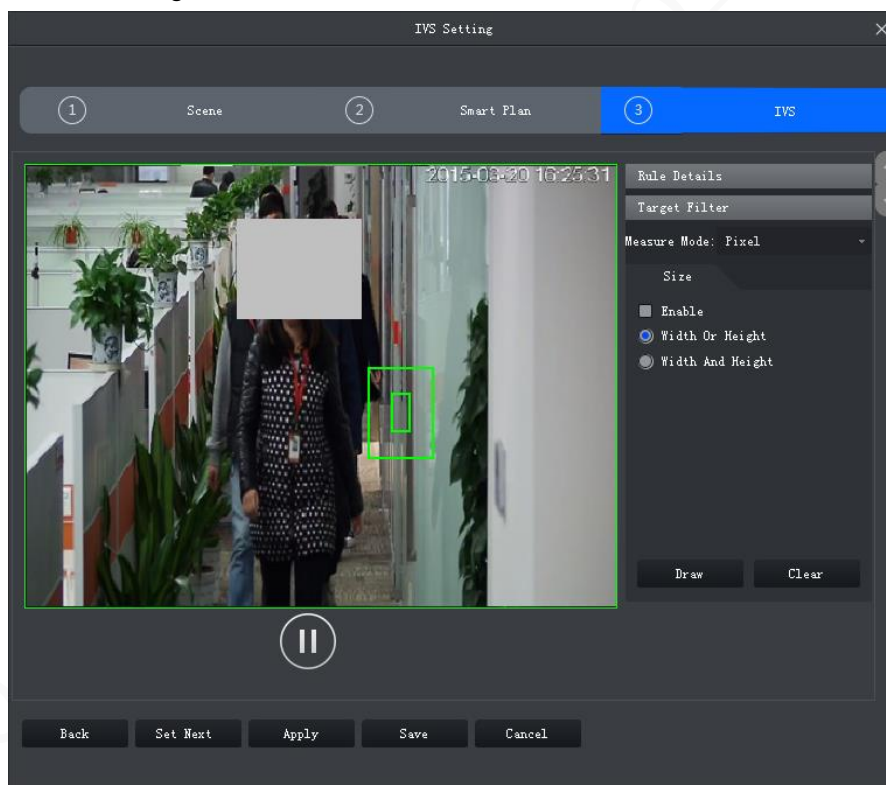 IVS Setting
1 Scene 2 Smart Plan 3 IVS
2015-03-20 16:25:31
Rule Details
Target Filter
Measure Mode: Pixel
Size
Enable
Width Or Height
Width And Height
Draw Clear
Back Set Next Apply Save Cancel